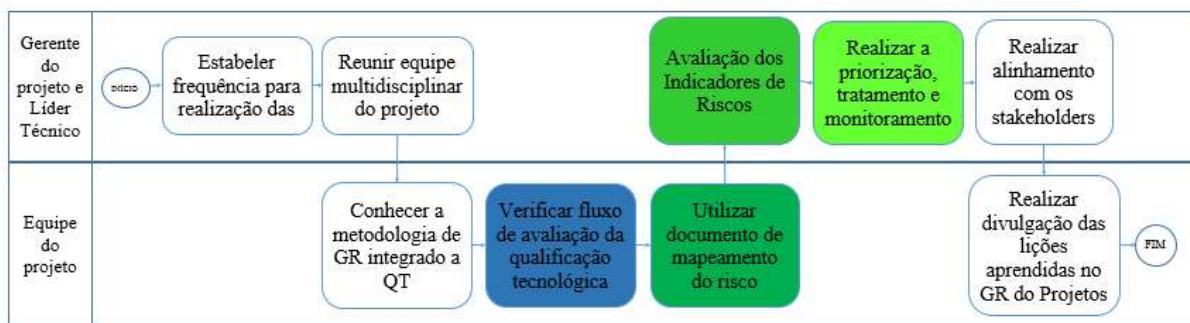 Gerente
do
projeto e
Líder
Técnico
INÍCIO
Estabeler
frequência para
realização das
Reunir equipe
multidisciplinar
do projeto
Avaliação dos
Indicadores de
Riscos
Realizar a
priorização,
tratamento e
monitoramento
Realizar
alinhamento
com os
stakeholders
Equipe
do
projeto
Conhecer a
metodologia de
GR integrado a
QT
Verificar fluxo
de avaliação da
qualificação
tecnológica
Utilizar
documento de
mapeamento
do risco
Realizar
divulgação das
lições
aprendidas no
GR do Projetos
FIM